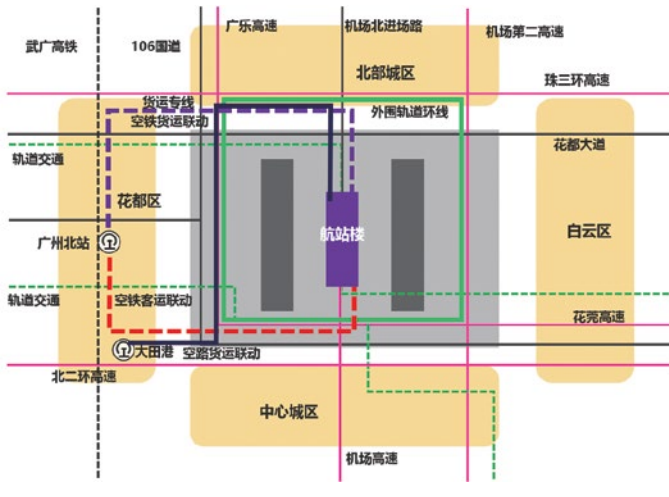 广乐高速
机场北进场路
机场第二高速
武广高铁
106国道
北部城区
珠三环高速
货运专线
空铁货运联动
外围轨道环线
花都大道
轨道交通
花都区
航站楼
白云区
广州北站
轨道交通
空铁客运联动
花莞高速
大田港
空路货运联动
北二环高速
中心城区
机场高速